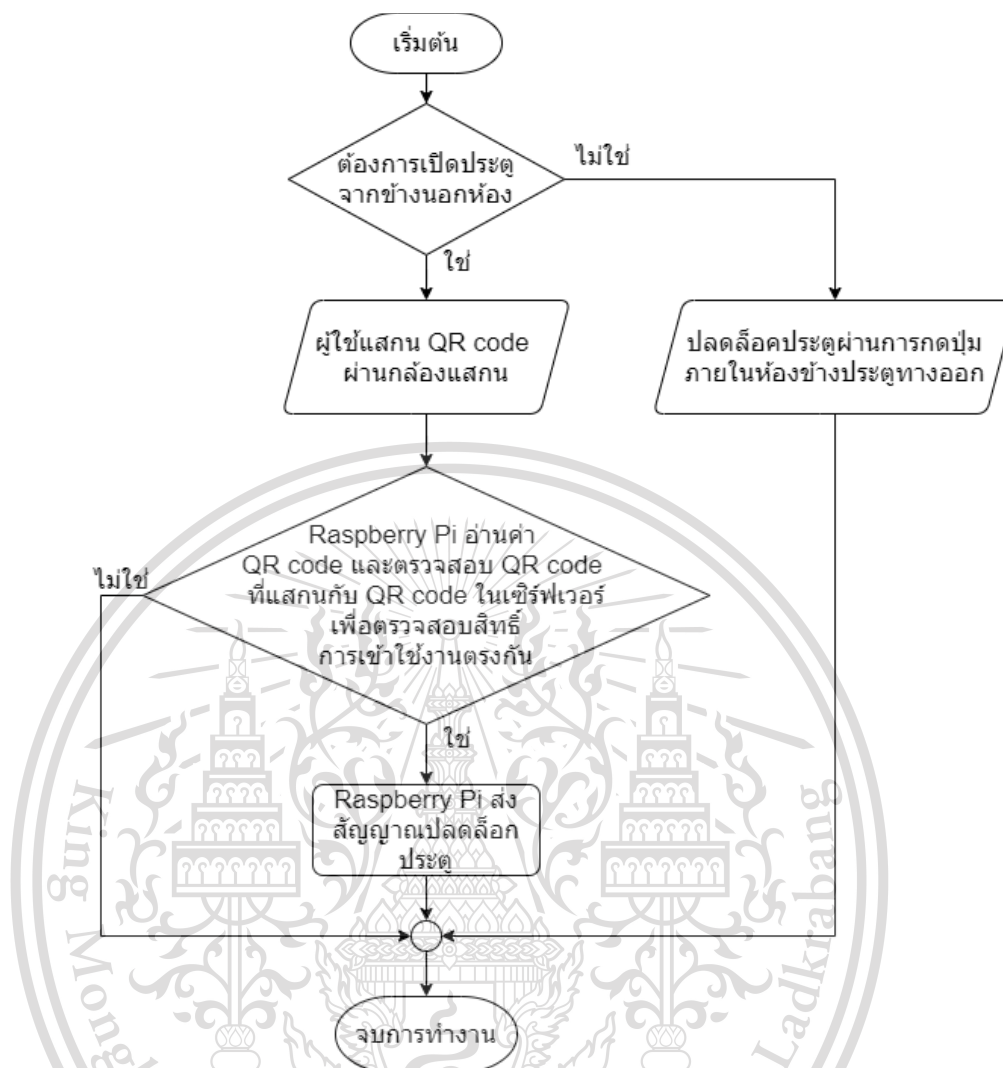 เริ่มต้น
ต้องการเปิดประตู
จากข้างนอกห้อง
ไม่ใช่
ใช่
ผู้ใช้แสกน QR code
ผ่านกล้องแสกน
ปลดล็อคประตูผ่านการกดปุ่ม
ภายในห้องข้างประตูทางออก
Raspberry Pi อ่านค่า
QR code และตรวจสอบ QR code
ที่แสกนกับ QR code ในเซิร์ฟเวอร์
เพื่อตรวจสอบสิทธิ์
การเข้าใช้งานตรงกัน
ไม่ใช่
ใช่
Raspberry Pi ส่ง
สัญญาณปลดล็อก
ประตู
จบการทำงาน
King Mong
Ladkrabang